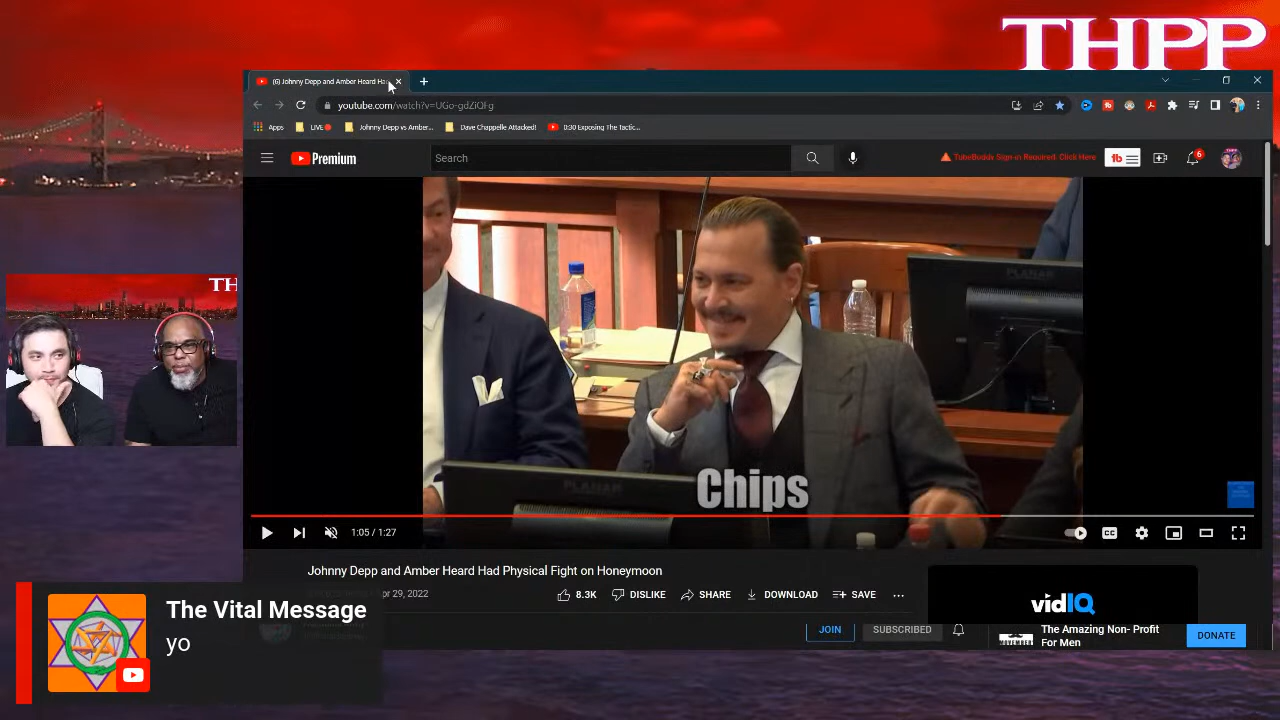 THPP
(6) Johnny Depp and Amber Heard Ha
youtube.com/watch?v=UGo-gdZiQFg
Apps
LIVE
Johnny Depp vs Amber...
Dave Chappelle Attacked!
0:30 Exposing The Tactic...
Premium
Search
TubeBuddy Sign-in Required. Click Here
6
PLANAR
TH
Chips
PLANAR
1:05 / 1:27
CC
Johnny Depp and Amber Heard Had Physical Fight on Honeymoon
pr 29, 2022
8.3K
DISLIKE
SHARE
DOWNLOAD
SAVE
vidIQ
The Vital Message
yo
JOIN
SUBSCRIBED
The Amazing Non- Profit
For Men
DONATE